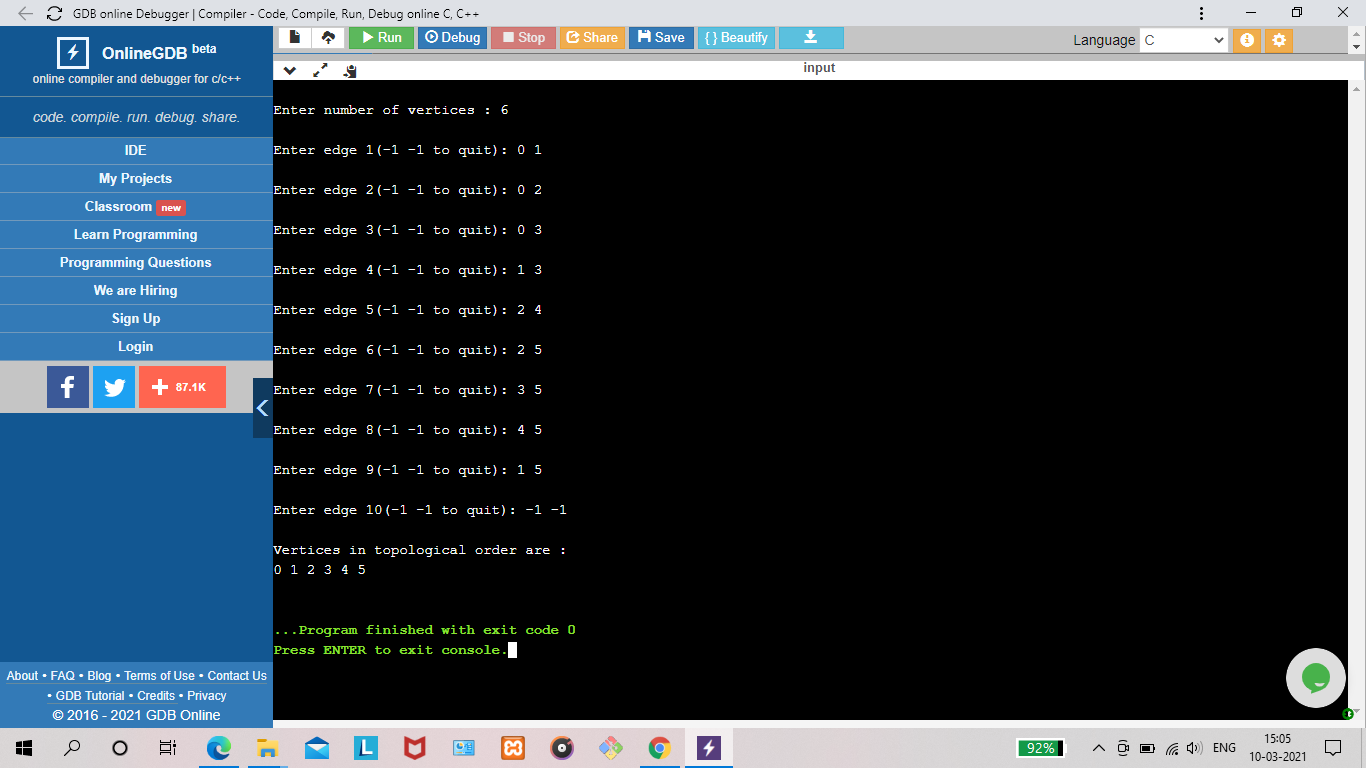 GDB online Debugger | Compiler - Code, Compile, Run, Debug online C, C++
OnlineGDB beta
online compiler and debugger for c/c++
code. compile. run. debug. share.
IDE
My Projects
Classroom new
Learn Programming
Programming Questions
We are Hiring
Sign Up
Login
87.1K
About • FAQ • Blog • Terms of Use • Contact Us
• GDB Tutorial • Credits • Privacy
© 2016 - 2021 GDB Online
Run Debug Stop Share Save { } Beautify
Language C
input
Enter number of vertices : 6
Enter edge 1(-1 -1 to quit): 0 1
Enter edge 2(-1 -1 to quit): 0 2
Enter edge 3(-1 -1 to quit): 0 3
Enter edge 4(-1 -1 to quit): 1 3
Enter edge 5(-1 -1 to quit): 2 4
Enter edge 6(-1 -1 to quit): 2 5
Enter edge 7(-1 -1 to quit): 3 5
Enter edge 8(-1 -1 to quit): 4 5
Enter edge 9(-1 -1 to quit): 1 5
Enter edge 10(-1 -1 to quit): -1 -1
Vertices in topological order are :
0 1 2 3 4 5
...Program finished with exit code 0
Press ENTER to exit console.
92%
ENG
15:05
10-03-2021